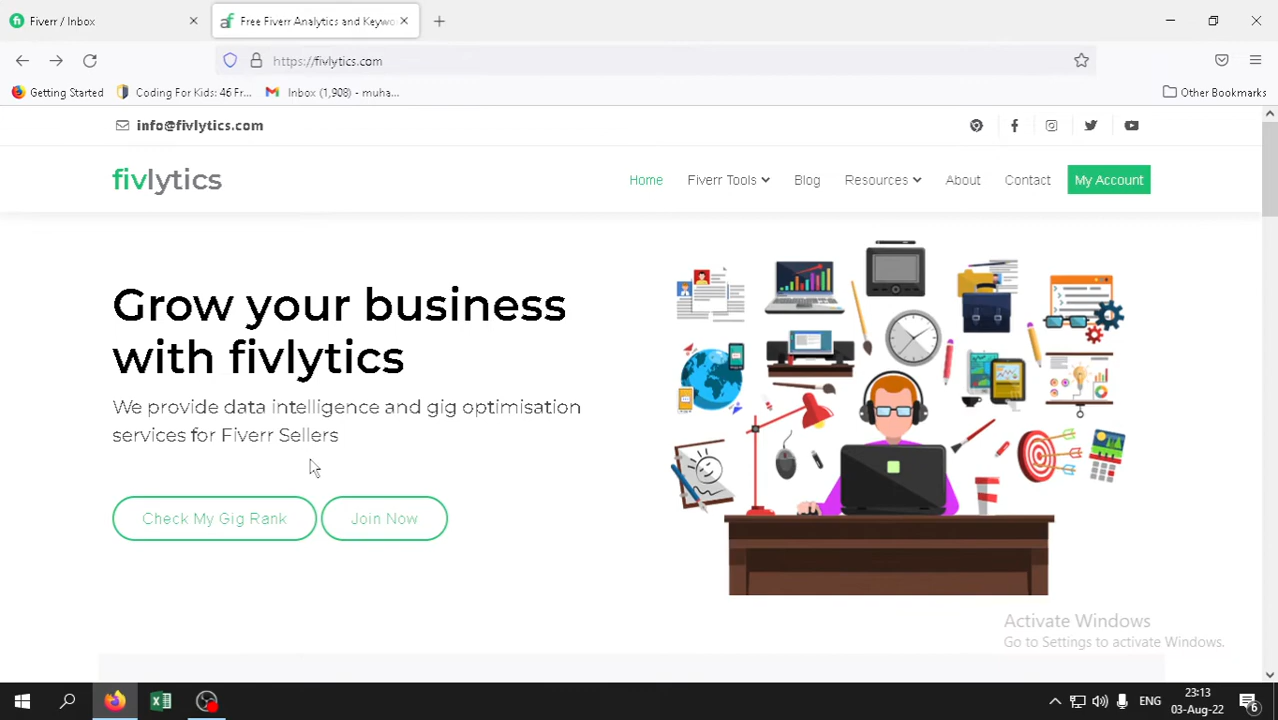 Fiverr / Inbox
Free Fiverr Analytics and Keywo
https://fivlytics.com
Getting Started
Coding For Kids: 46 Fr...
Inbox (1,908) - muha...
Other Bookmarks
info@fivlytics.com
fivlytics
Home
Fiverr Tools
Blog
Resources
About
Contact
My Account
Grow your business
with fivlytics
We provide data intelligence and gig optimisation
services for Fiverr Sellers
Check My Gig Rank
Join Now
Activate Windows
Go to Settings to activate Windows.
ENG
23:13
03-Aug-22
6